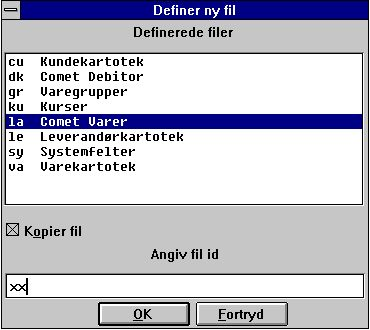 Definer ny fil
Definerede filer
cu Kundekartotek
dk Comet Debitor
gr Varegrupper
ku Kurser
la Comet Varer
le Leverandørkartotek
sy Systemfelter
va Varekartotek
Kopier fil
Angiv fil id
xx
OK
Fortryd